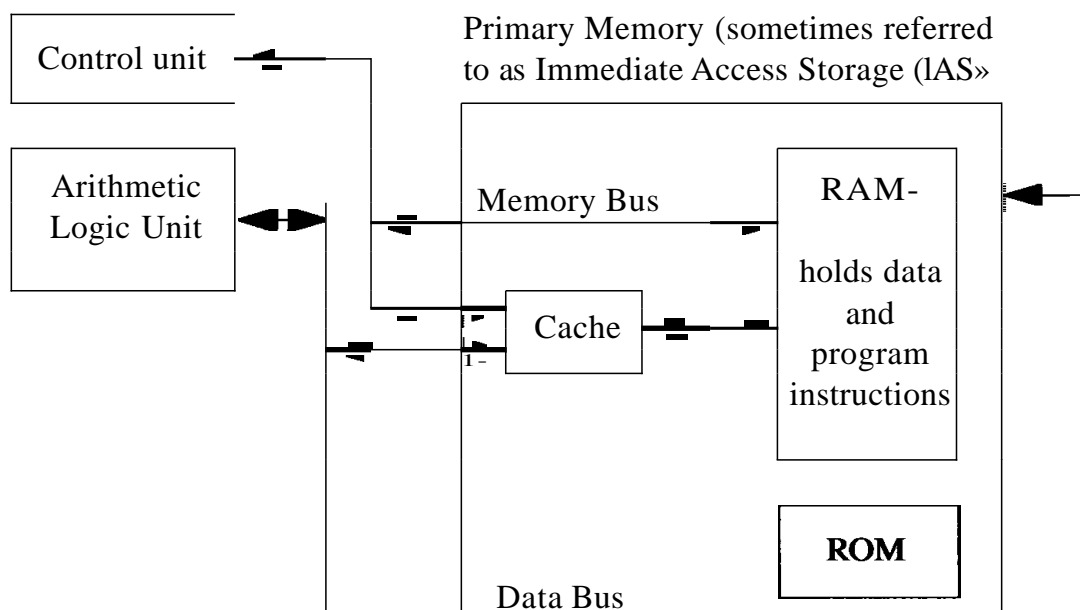 Primary Memory (sometimes referred
to as Immediate Access Storage (lAS»
Control unit
Arithmetic
Logic Unit
Memory Bus
RAM-
holds data
and
program
instructions
Cache
1-
ROM
Data Bus